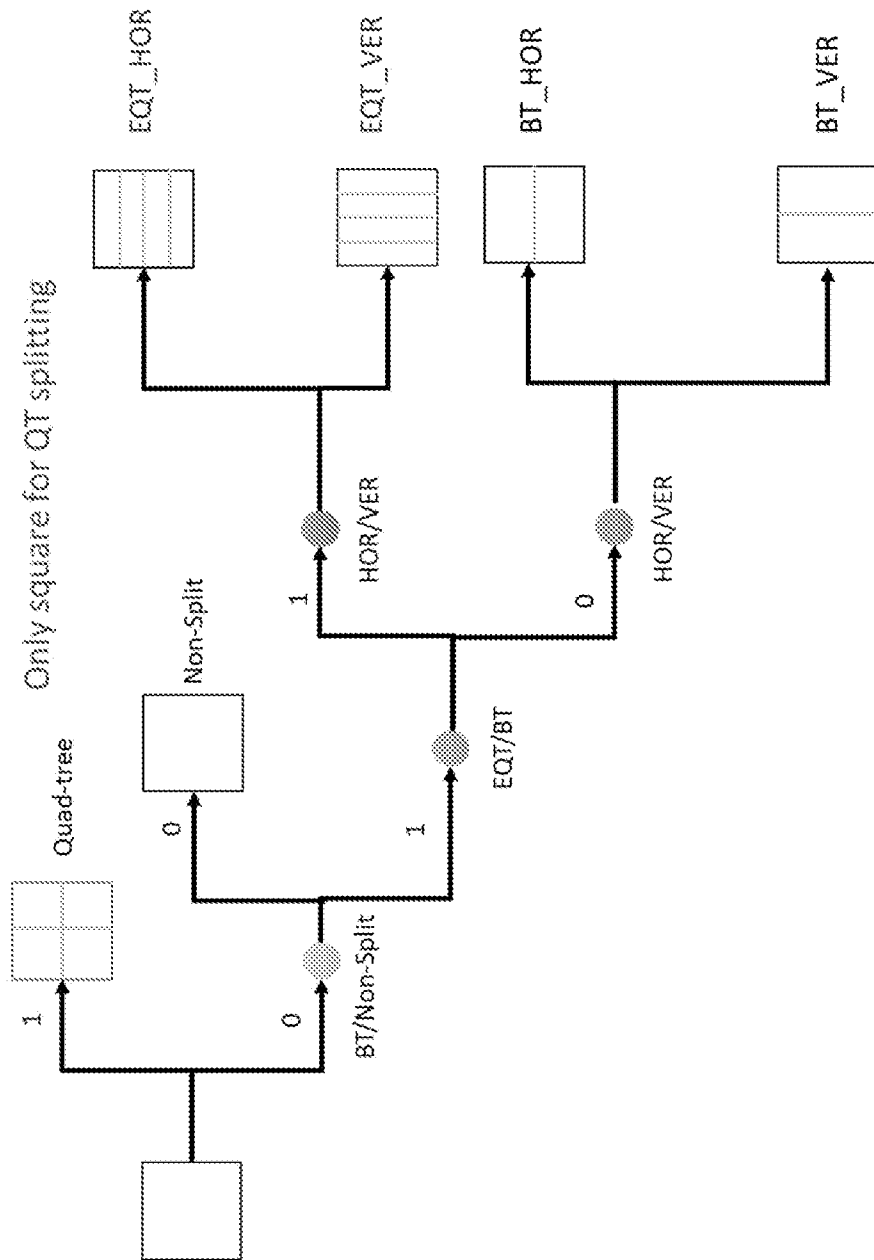 Only square for QT splitting
Quad-tree
1
0
BT/Non-Split
Non-Split
0
1
EQT/BT
1
HOR/VER
0
HOR/VER
EQT_HOR
EQT_VER
BT_HOR
BT_VER